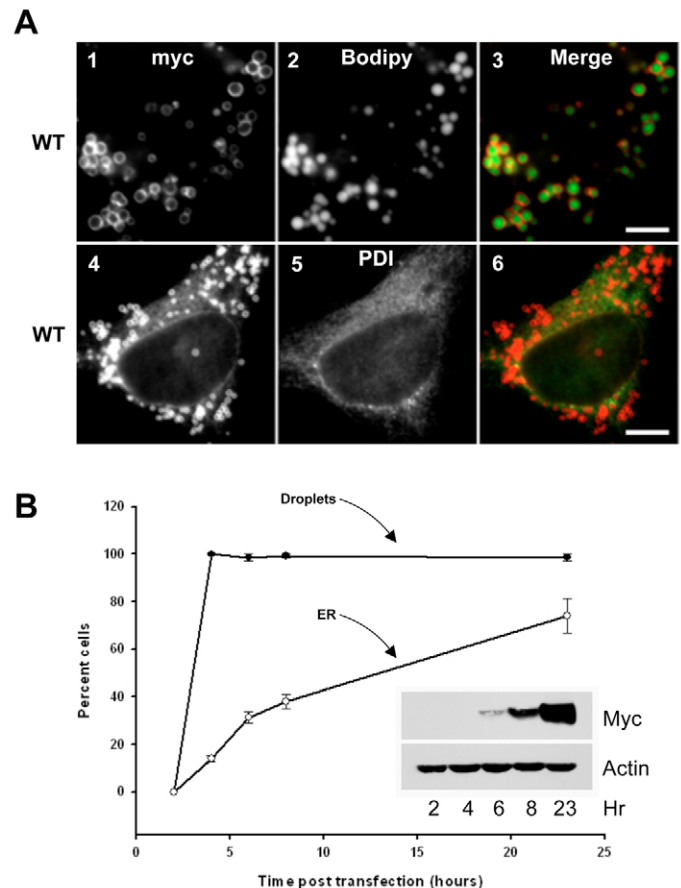 A
1 myc
2 Bodipy
3 Merge
WT
4
5 PDI
6
WT
B
120
100
80
60
40
20
0
Percent cells
Droplets
ER
Myc
Actin
2 4 6 8 23 Hr
0 5 10 15 20 25
Time post transfection (hours)